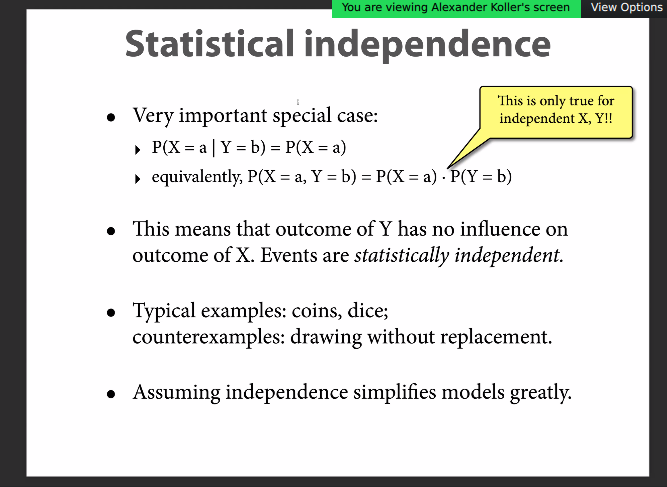 You are viewing Alexander Koller's screen
View Options
Statistical independence
This is only true for
independent X, Y!!
• Very important special case:
▸ P(X = a | Y = b) = P(X = a)
▸ equivalently, P(X = a, Y = b) = P(X = a) · P(Y = b)
• This means that outcome of Y has no influence on
outcome of X. Events are statistically independent.
• Typical examples: coins, dice;
counterexamples: drawing without replacement.
• Assuming independence simplifies models greatly.